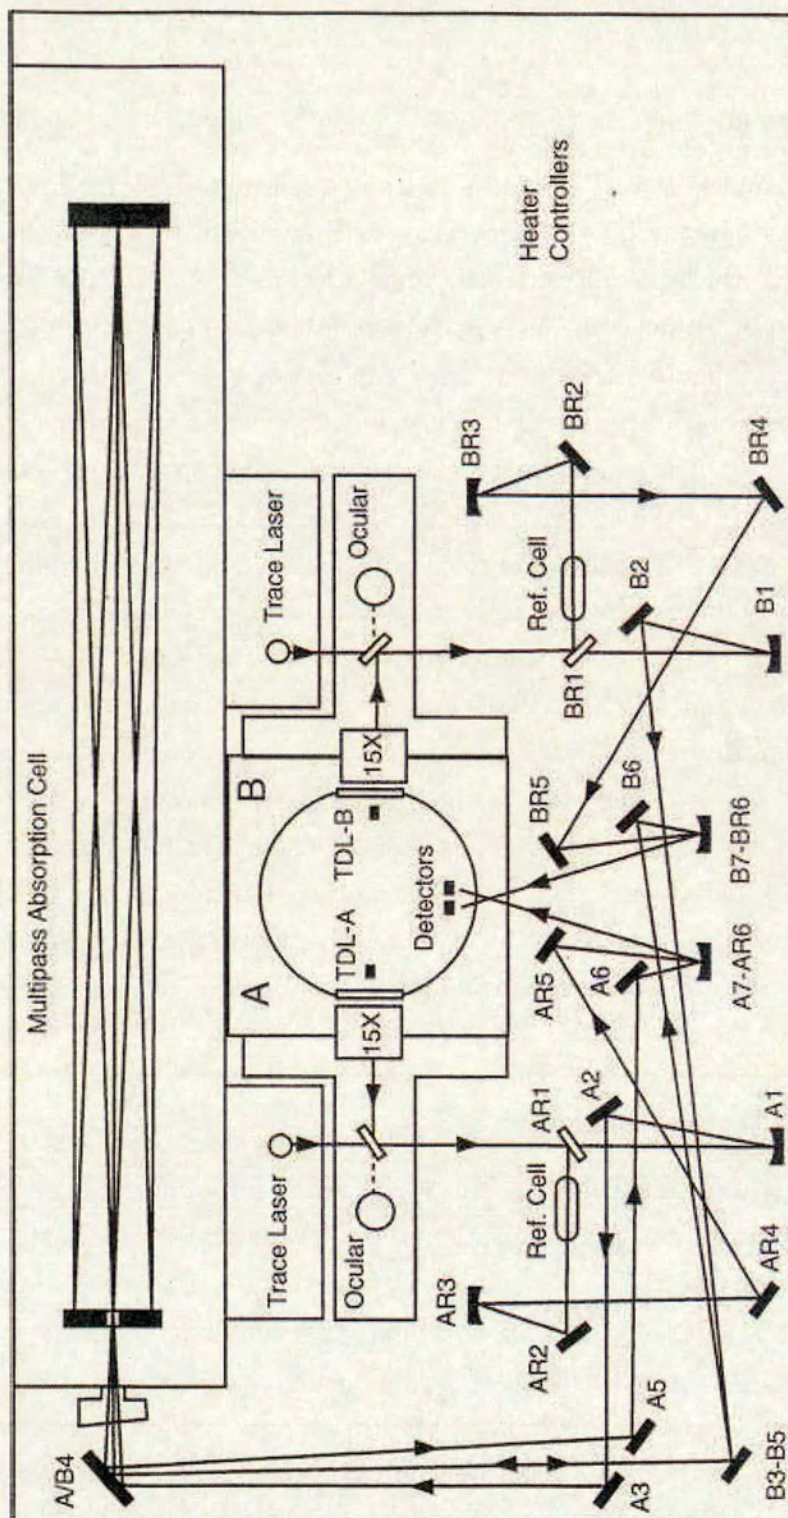 Multipass Absorption Cell
Heater
Controllers
A/B4
Trace Laser
Ocular
A
15X
TDL-A
TDL-B
B
15X
Trace Laser
Ocular
Detectors
AR3
AR2
Ref. Cell
AR1
A2
AR5
A6
BR5
B6
BR1
Ref. Cell
B2
BR3
BR2
A5
A3
B3-B5
AR4
A1
A7-AR6
B7-BR6
B1
BR4